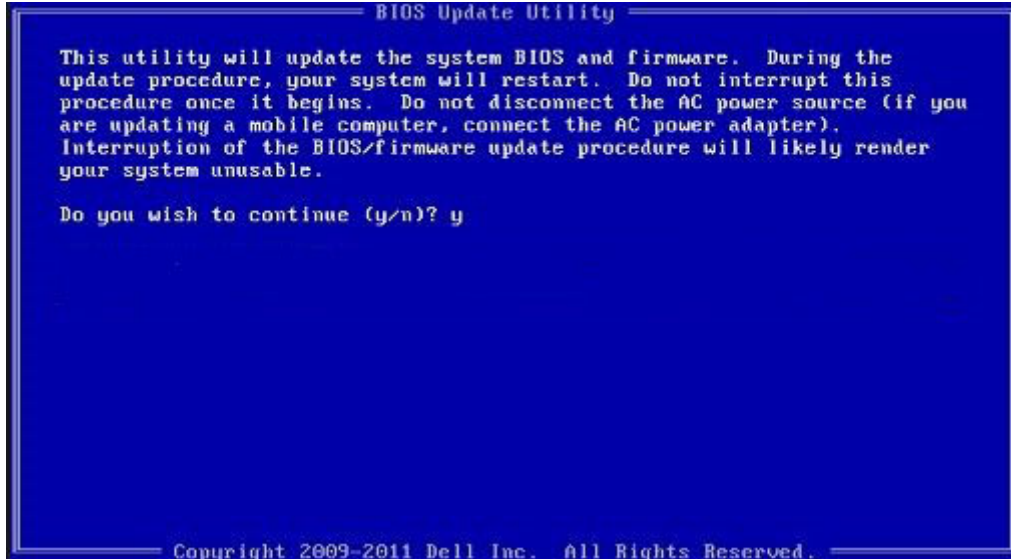 BIOS Update Utility
This utility will update the system BIOS and firmware. During the
update procedure, your system will restart. Do not interrupt this
procedure once it begins. Do not disconnect the AC power source (if you
are updating a mobile computer, connect the AC power adapter).
Interruption of the BIOS/firmware update procedure will likely render
your system unusable.
Do you wish to continue (y/n)? y
Copyright 2009-2011 Dell Inc. All Rights Reserved.